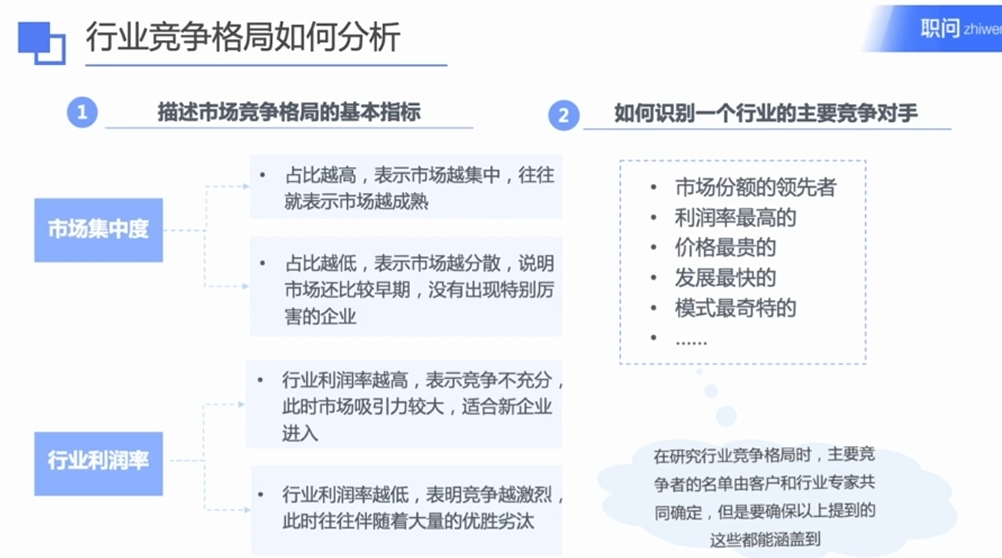 行业竞争格局如何分析
职问 zhiwen
1 描述市场竞争格局的基本指标
市场集中度
• 占比越高，表示市场越集中，往往
就表示市场越成熟
• 占比越低，表示市场越分散，说明
市场还比较早期，没有出现特别厉
害的企业
行业利润率
• 行业利润率越高，表示竞争不充分，
此时市场吸引力较大，适合新企业
进入
• 行业利润率越低，表明竞争越激烈，
此时往往伴随着大量的优胜劣汰
2 如何识别一个行业的主要竞争对手
• 市场份额的领先者
• 利润率最高的
• 价格最贵的
• 发展最快的
• 模式最奇特的
• ......
在研究行业竞争格局时，主要竞
争者的名单由客户和行业专家共
同确定，但是要确保以上提到的
这些都能涵盖到